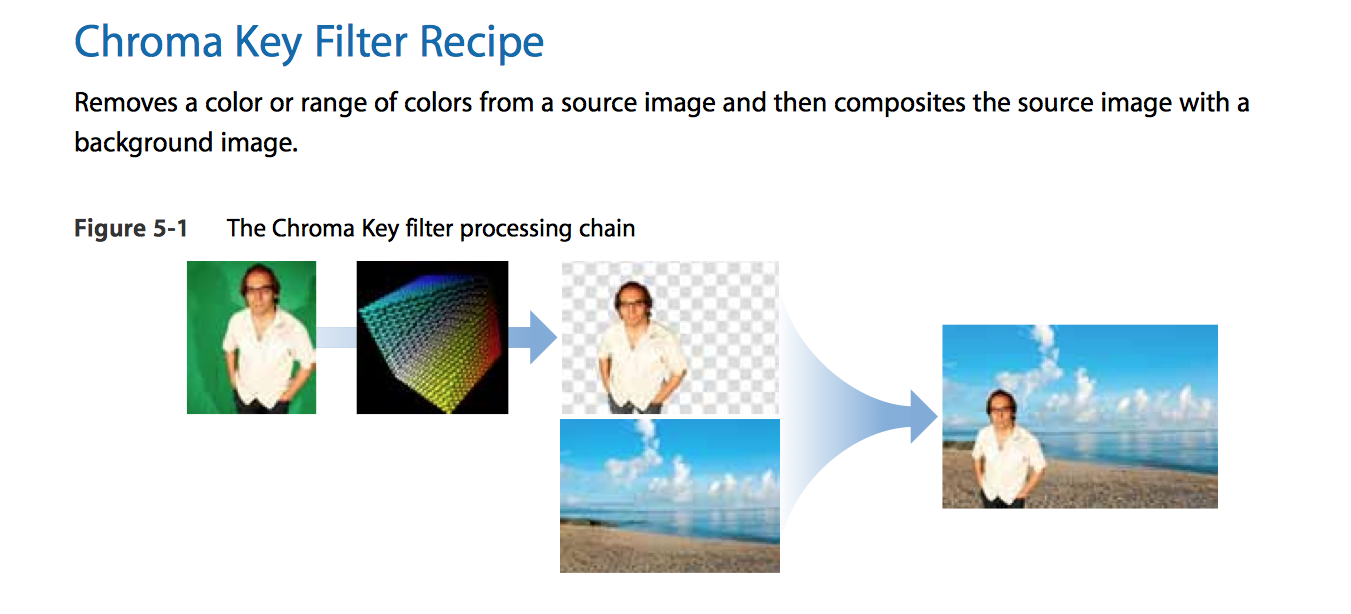 Chroma Key Filter Recipe
Removes a color or range of colors from a source image and then composites the source image with a
background image.
Figure 5-1 The Chroma Key filter processing chain